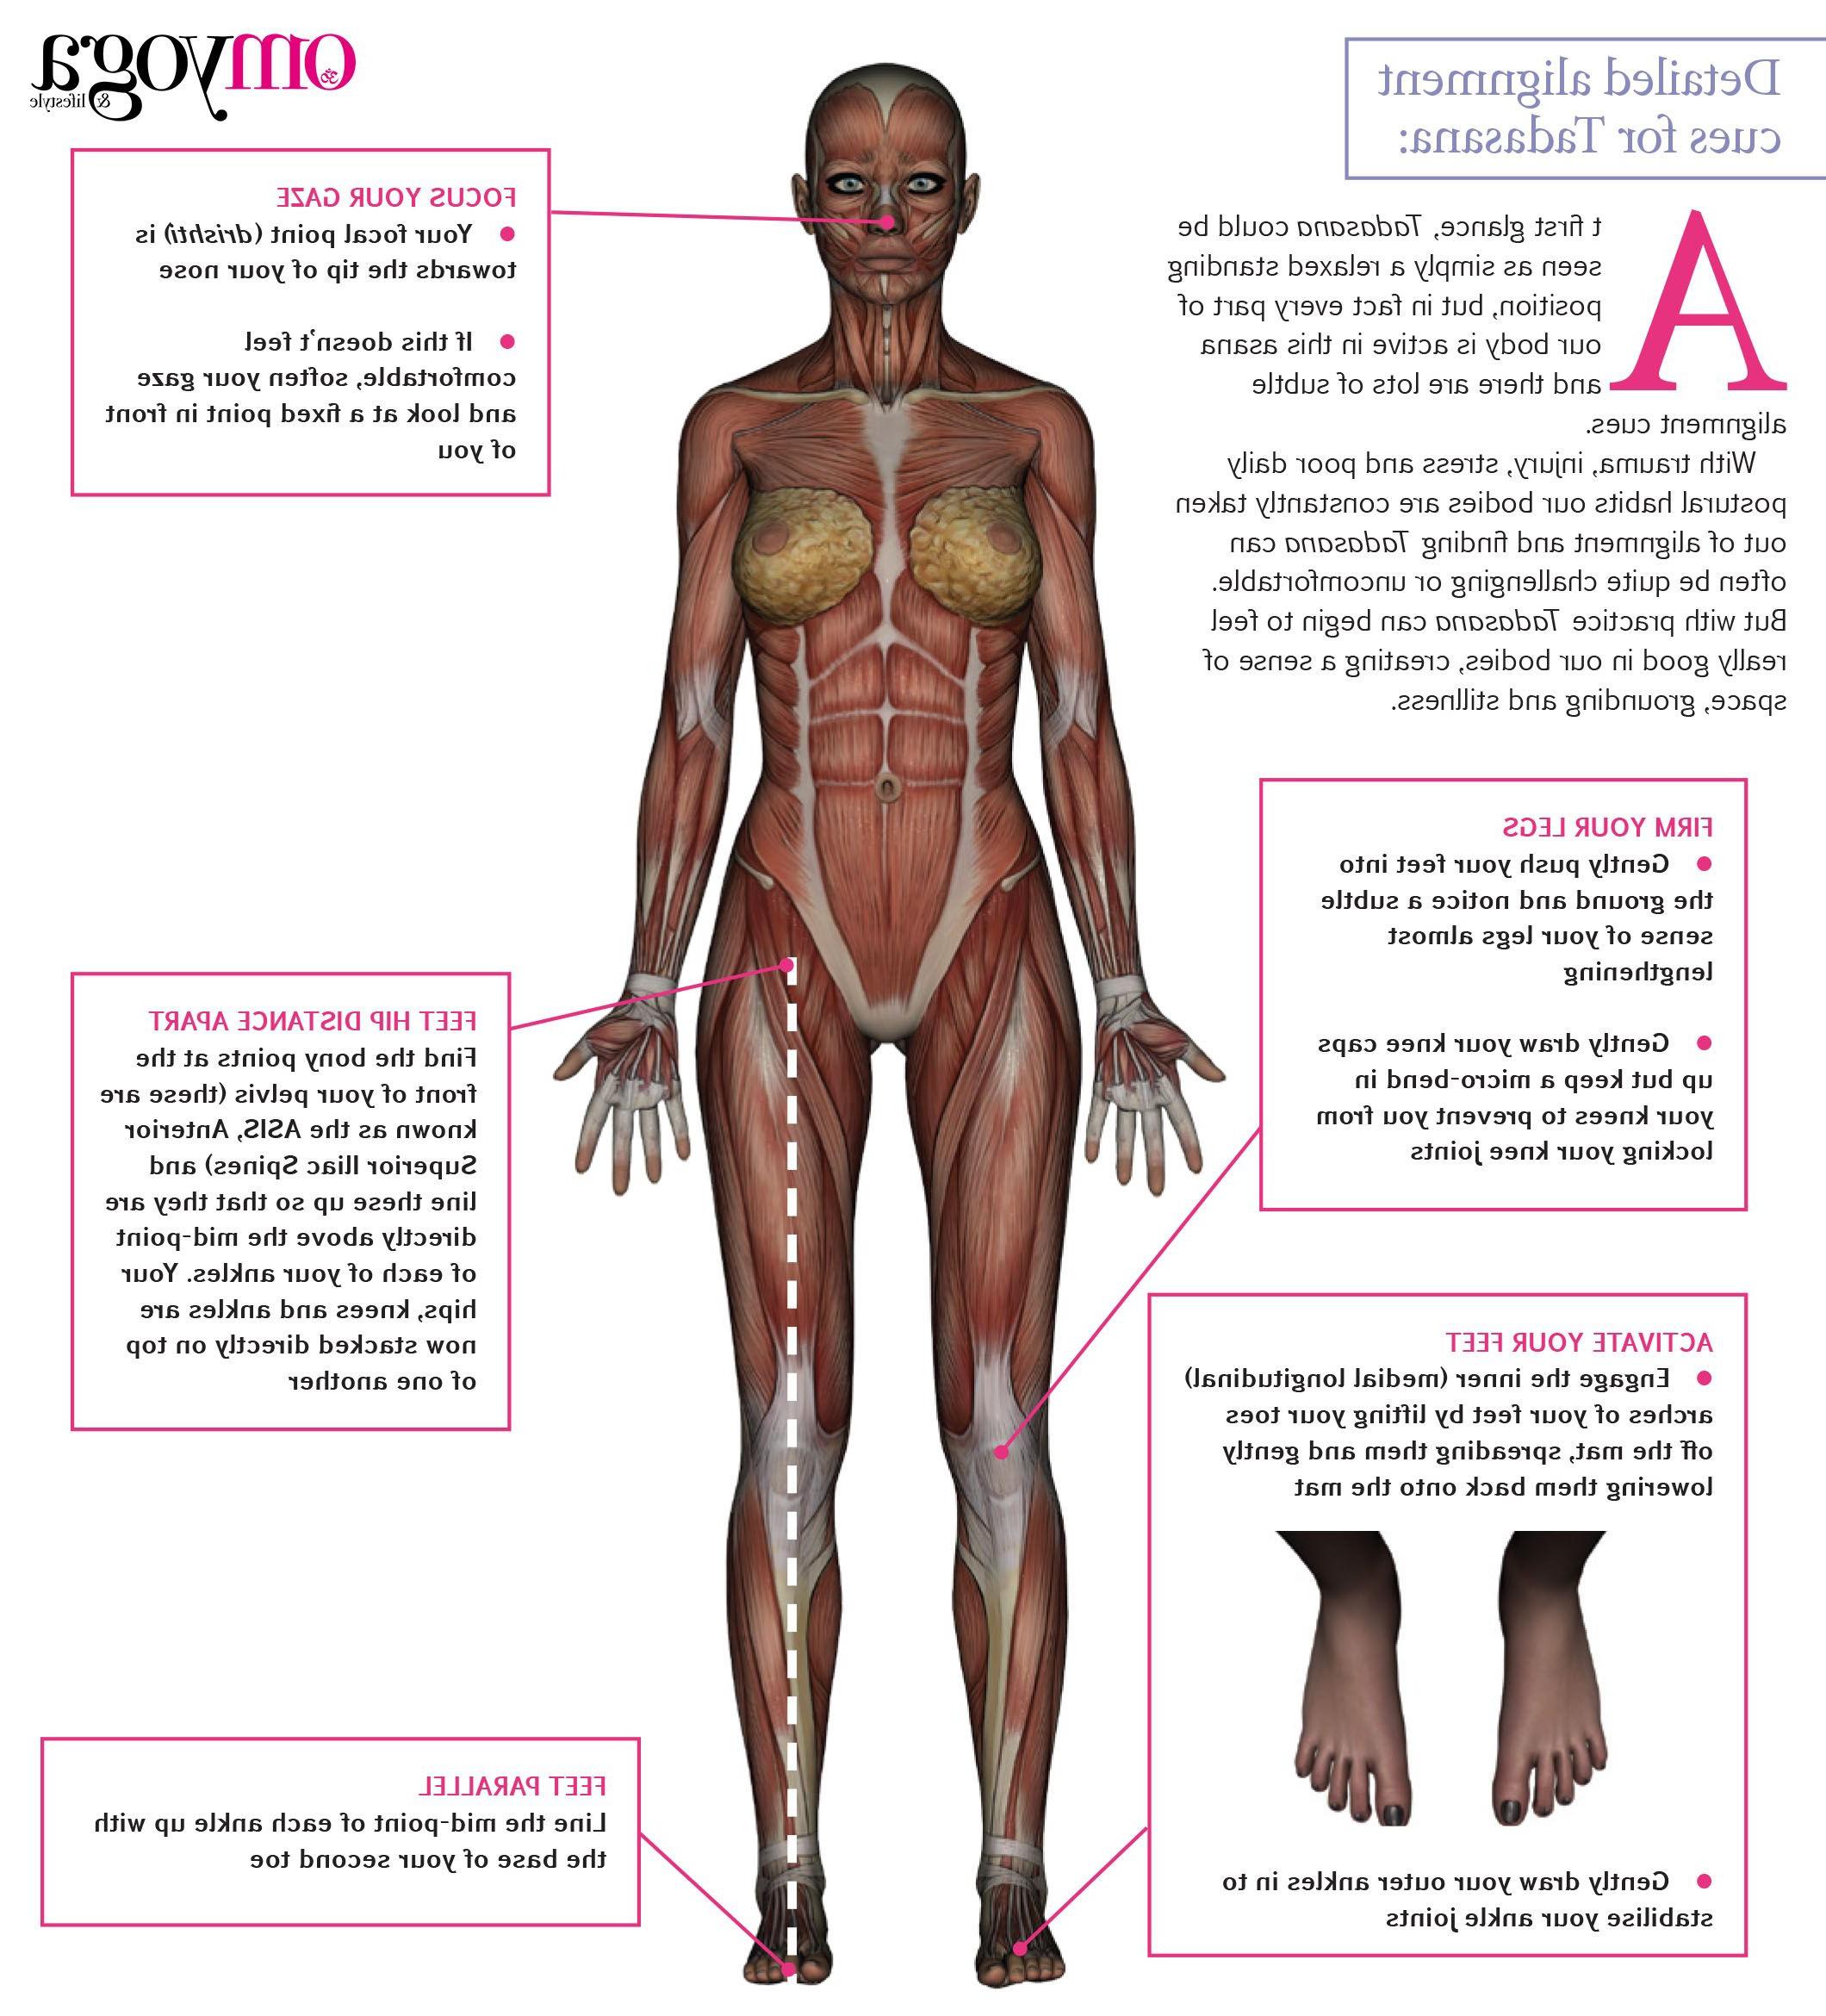 Detailed alignment
cues for Tadasana:
At first glance, Tadasana could be
seen as simply a relaxed standing
position, but in fact every part of
our body is active in this asana
and there are lots of subtle
alignment cues.
With trauma, injury, stress and poor daily
postural habits our bodies are constantly taken
out of alignment and finding Tadasana can
often be quite challenging or uncomfortable.
But with practice Tadasana can begin to feel
really good in our bodies, creating a sense of
space, grounding and stillness.
omyoga
& lifestyle
FOCUS YOUR GAZE
● Your focal point (drishti) is
towards the tip of your nose
● If this doesn't feel
comfortable, soften your gaze
and look at a fixed point in front
of you
FIRM YOUR LEGS
● Gently push your feet into
the ground and notice a subtle
sense of your legs almost
lengthening
● Gently draw your knee caps
up but keep a micro-bend in
your knees to prevent you from
locking your knee joints
FEET HIP DISTANCE APART
Find the bony points at the
front of your pelvis (these are
known as the ASIS, Anterior
Superior Iliac Spines) and
line these up so that they are
directly above the mid-point
of each of your ankles. Your
hips, knees and ankles are
now stacked directly on top
of one another
ACTIVATE YOUR FEET
● Engage the inner (medial longitudinal)
arches of your feet by lifting your toes
off the mat, spreading them and gently
lowering them back onto the mat
● Gently draw your outer ankles in to
stabilise your ankle joints
FEET PARALLEL
Line the mid-point of each ankle up with
the base of your second toe